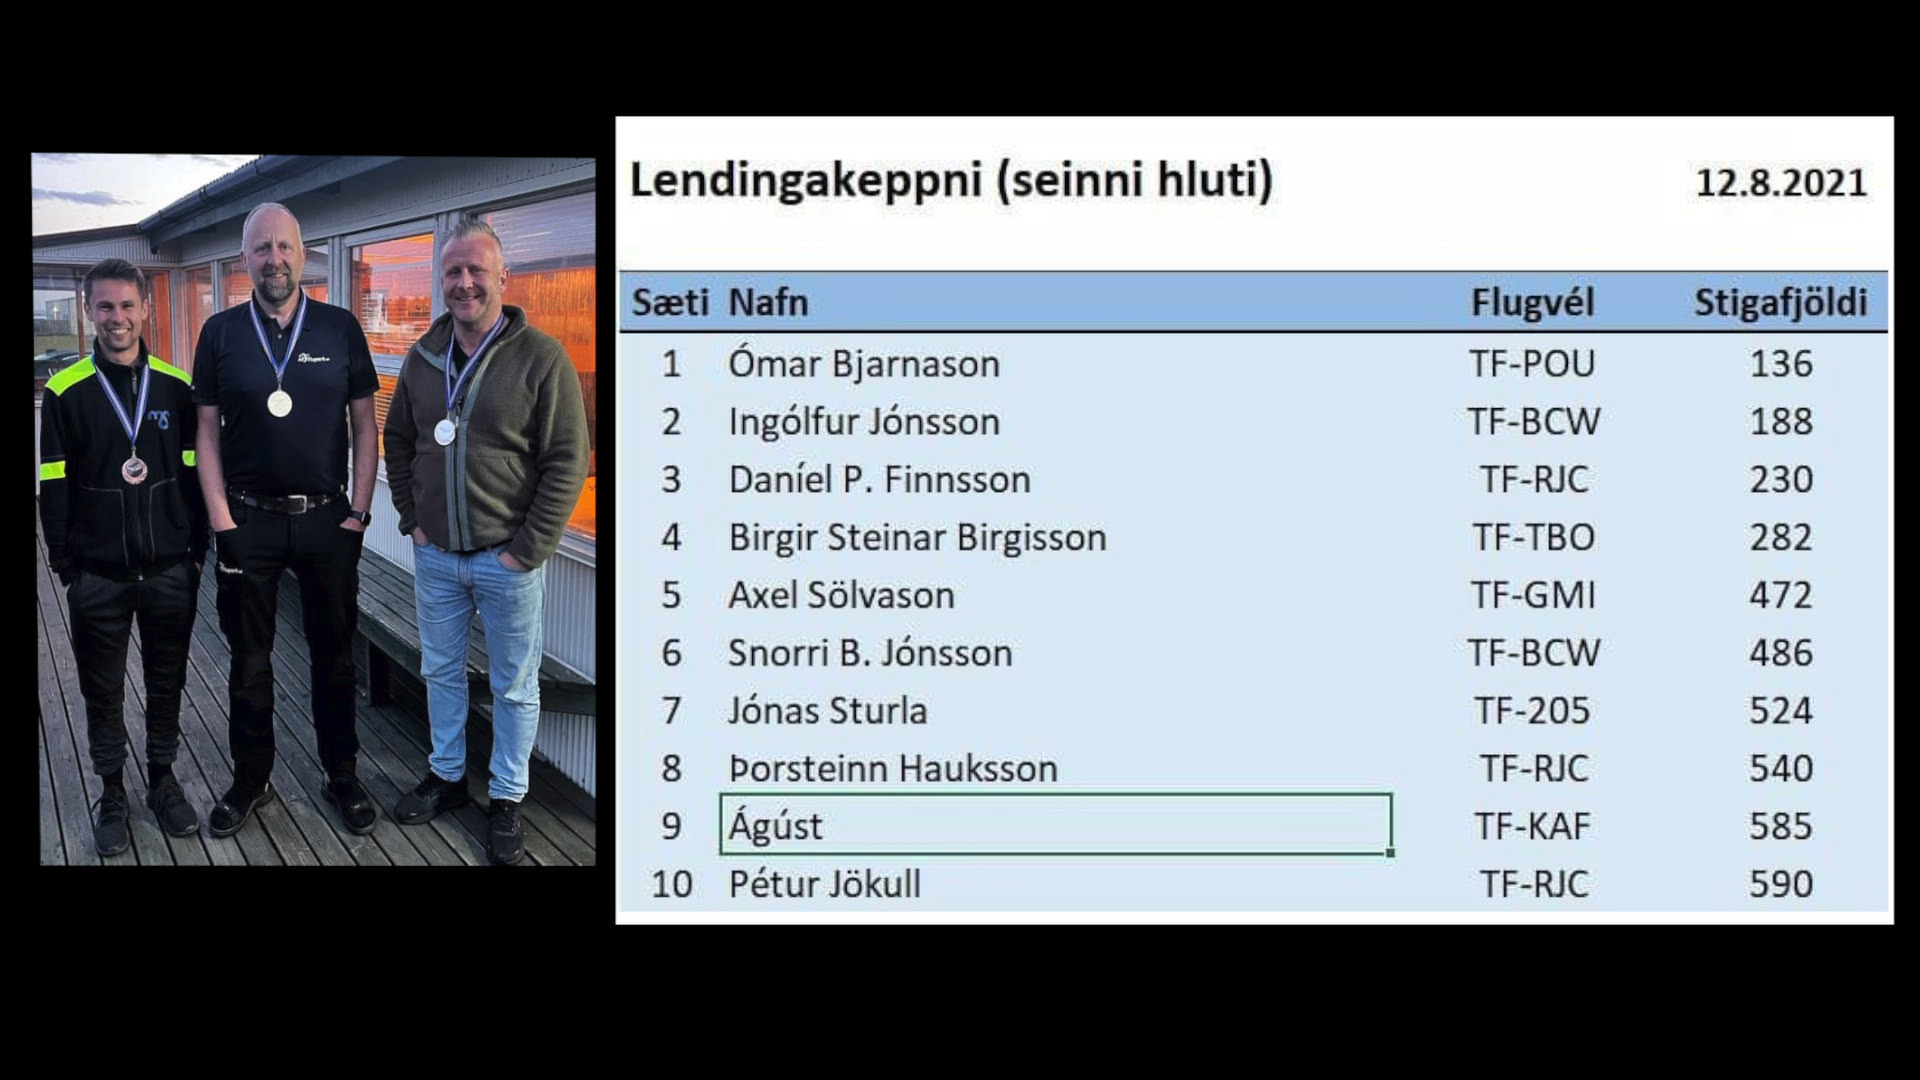 Lendingakeppni (seinni hluti) 12.8.2021
Sæti Nafn Flugvél Stigafjöldi
1 Ómar Bjarnason TF-POU 136
2 Ingólfur Jónsson TF-BCW 188
3 Daníel P. Finnsson TF-RJC 230
4 Birgir Steinar Birgisson TF-TBO 282
5 Axel Sölvason TF-GMI 472
6 Snorri B. Jónsson TF-BCW 486
7 Jónas Sturla TF-205 524
8 Þorsteinn Hauksson TF-RJC 540
9 Ágúst TF-KAF 585
10 Pétur Jökull TF-RJC 590